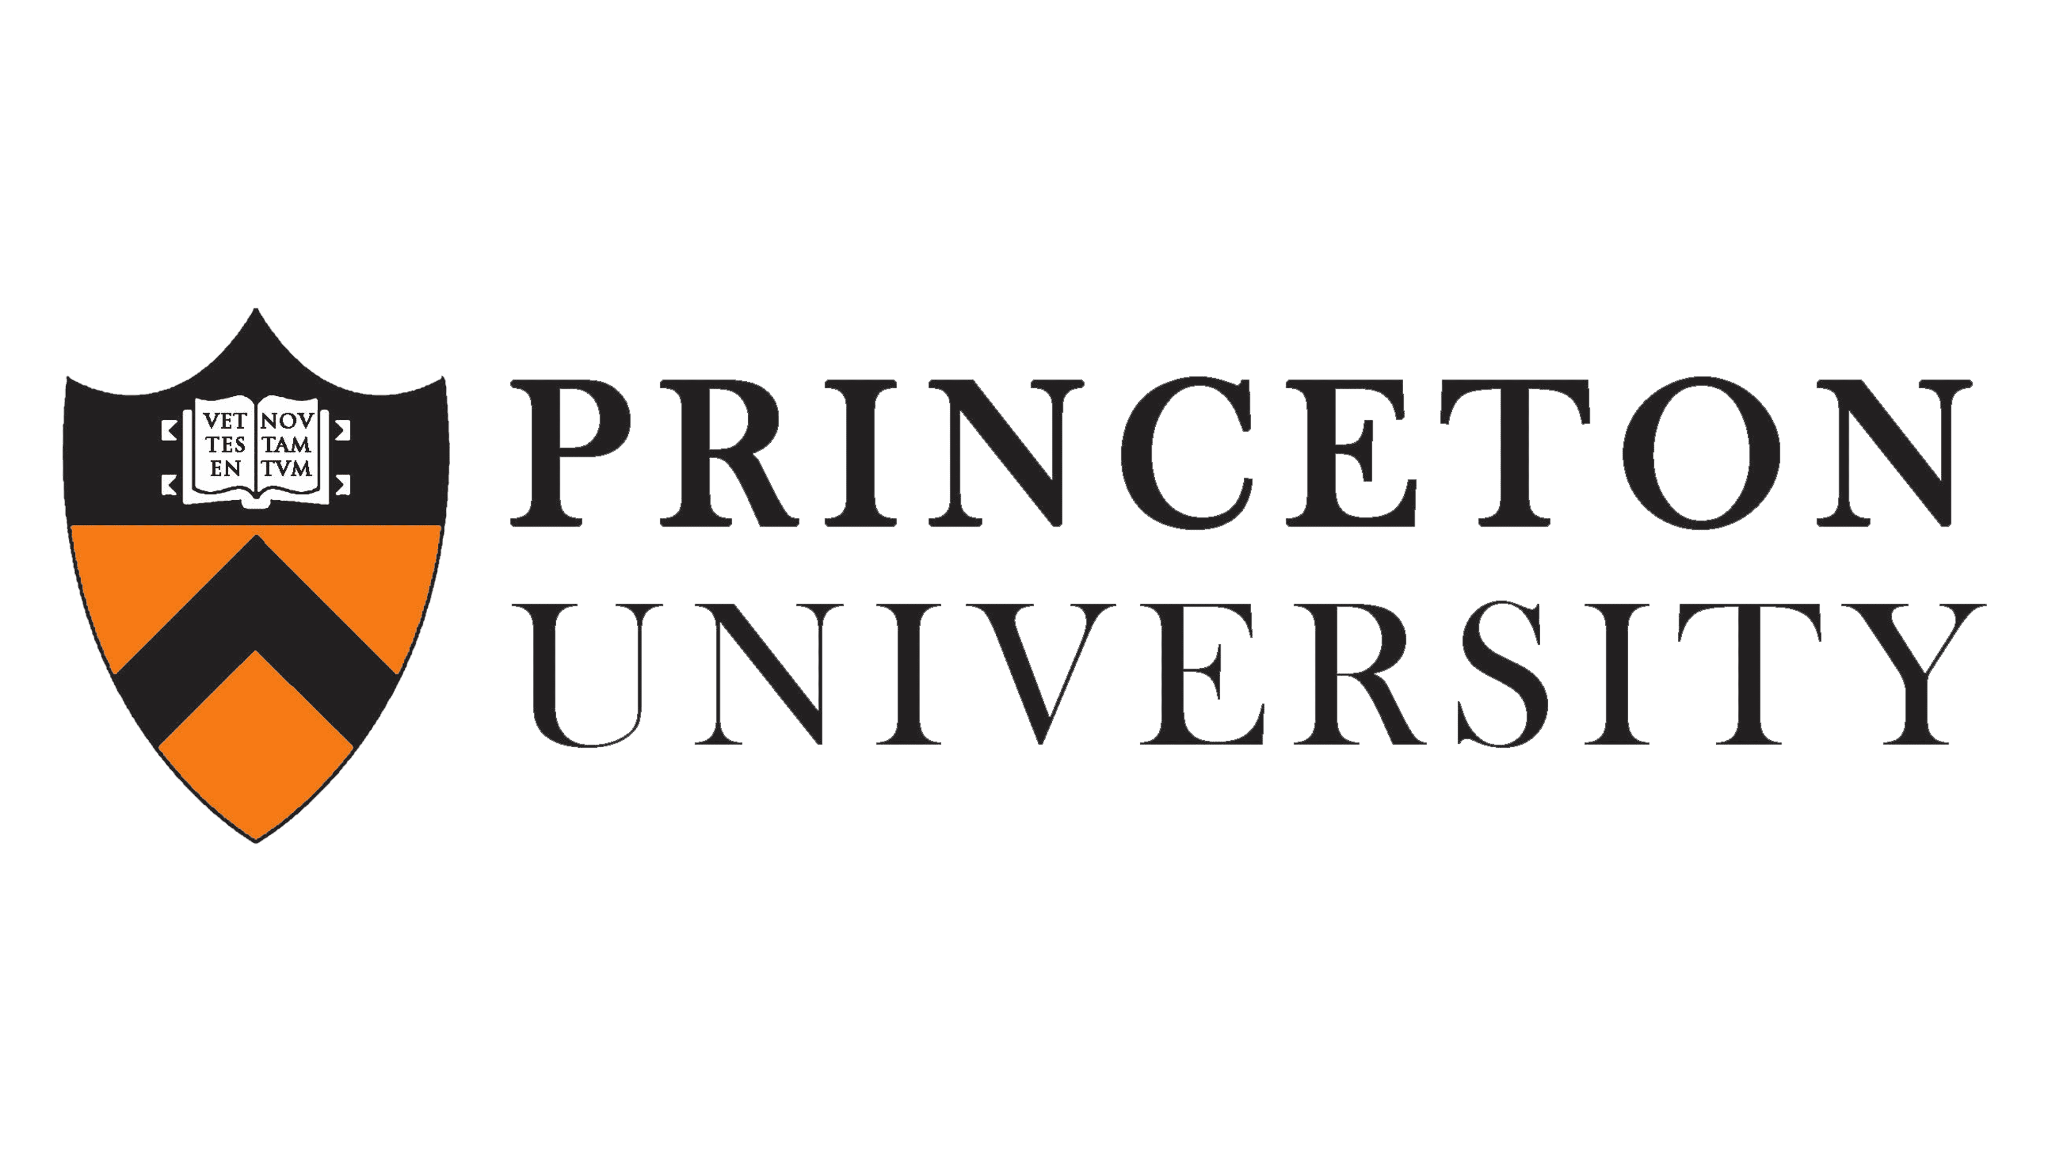 VET NOV
TES TAM
EN TVM
PRINCETON
UNIVERSITY